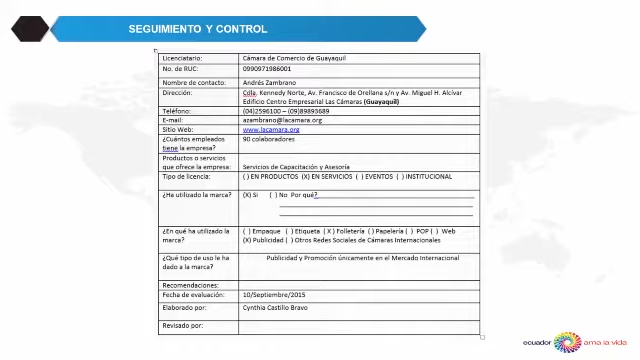 SEGUIMIENTO Y CONTROL
Licenciatario: Cámara de Comercio de Guayaquil
No. de RUC: 0990971986001
Nombre de contacto: Andrés Zambrano
Dirección: Cdla. Kennedy Norte, Av. Francisco de Orellana s/n y Av. Miguel H. Alcívar
Edificio Centro Empresarial Las Cámaras (Guayaquil)
Teléfono: (04)2596100 – (09)89893689
E-mail: azambrano@lacamara.org
Sitio Web: www.lacamara.org
¿Cuántos empleados 90 colaboradores
tiene la empresa?
Productos o servicios
que ofrece la empresa: Servicios de Capacitación y Asesoría
Tipo de licencia: ( ) EN PRODUCTOS (X) EN SERVICIOS ( ) EVENTOS ( ) INSTITUCIONAL
¿Ha utilizado la marca? (X) Si ( ) No Por qué?
¿En qué ha utilizado la ( ) Empaque ( ) Etiqueta ( X ) Folletería ( ) Papelería ( ) POP ( ) Web
marca? (X) Publicidad ( ) Otros Redes Sociales de Cámaras Internacionales
¿Qué tipo de uso le ha Publicidad y Promoción únicamente en el Mercado Internacional
dado a la marca?
Recomendaciones:
Fecha de evaluación: 10/Septiembre/2015
Elaborado por: Cynthia Castillo Bravo
Revisado por:
ecuador ama la vida